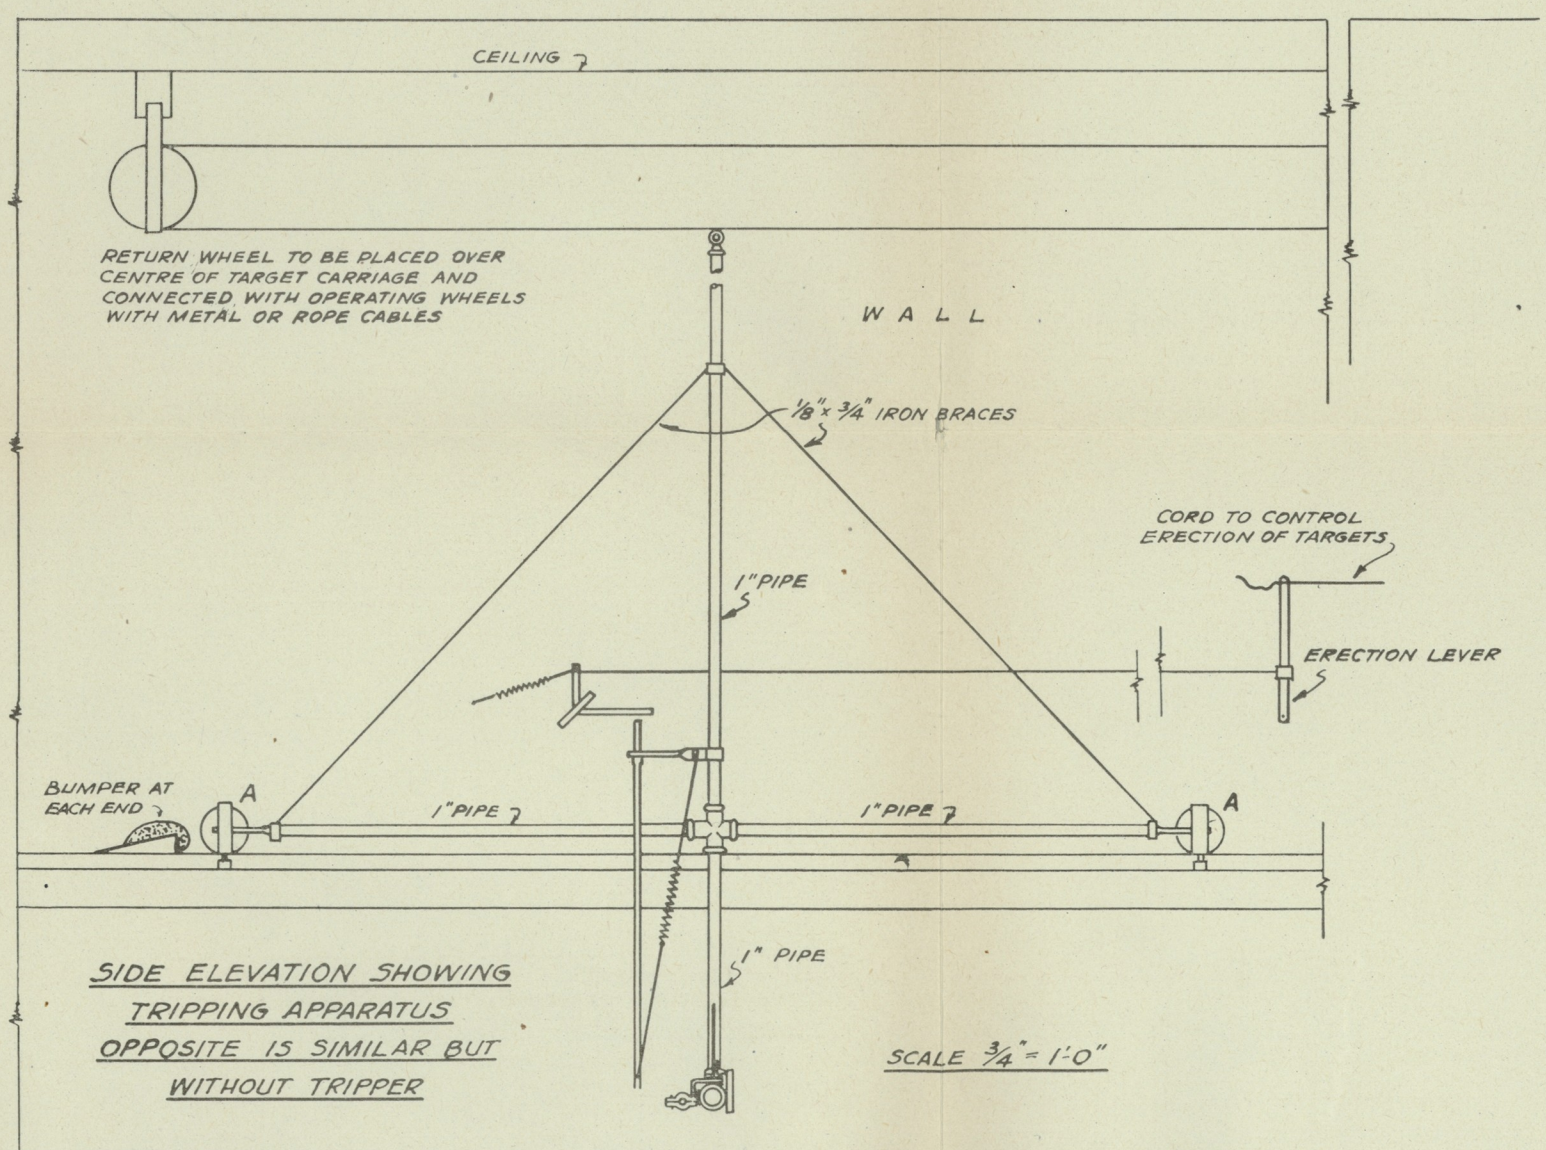 CEILING
RETURN WHEEL TO BE PLACED OVER
CENTRE OF TARGET CARRIAGE AND
CONNECTED WITH OPERATING WHEELS
WITH METAL OR ROPE CABLES
WALL
1/8" x 3/4" IRON BRACES
CORD TO CONTROL
ERECTION OF TARGETS
1" PIPE
ERECTION LEVER
BUMPER AT
EACH END
A
1" PIPE
1" PIPE
A
1" PIPE
SIDE ELEVATION SHOWING
TRIPPING APPARATUS
OPPOSITE IS SIMILAR BUT
WITHOUT TRIPPER
SCALE 3/4" = 1'-0"